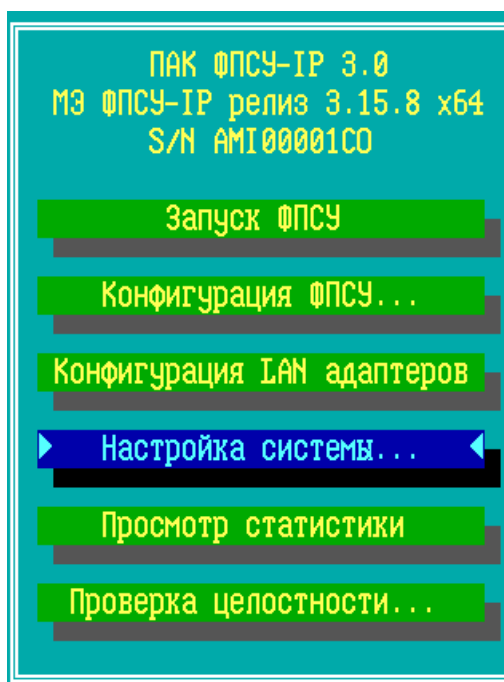 ПАК ФПСУ-IP 3.0
МЭ ФПСУ-IP релиз 3.15.8 x64
S/N AMI00001CO
Запуск ФПСУ
Конфигурация ФПСУ...
Конфигурация LAN адаптеров
Настройка системы...
Просмотр статистики
Проверка целостности...